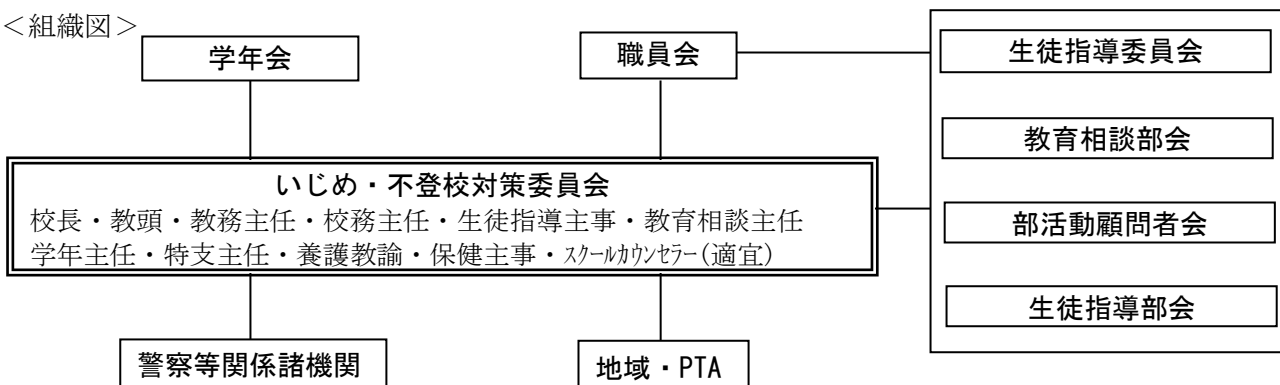 ＜組織図＞
学年会
職員会
生徒指導委員会
教育相談部会
部活動顧問者会
生徒指導部会
いじめ・不登校対策委員会
校長・教頭・教務主任・校務主任・生徒指導主事・教育相談主任
学年主任・特支主任・養護教諭・保健主事・ｽｸｰﾙｶｳﾝｾﾗｰ(適宜)
警察等関係諸機関
地域・PTA